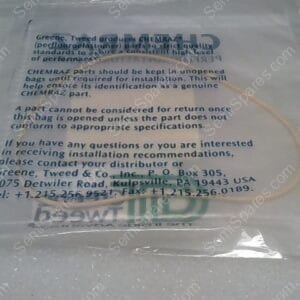 Greene, Tweed produces CHEMRAZ®
(perfluoroelastomer) parts to strict quality
standards to assure a consistent high level
of performance.
CHEMRAZ parts should be kept in unopened
bags until required for installation. This will
help ensure its identification as a genuine
CHEMRAZ part.
A part cannot be considered for return once
this bag is opened unless the part does not
conform to appropriate specifications.
If you have any questions or you are interested
in receiving installation recommendations,
please contact your distributor or
Greene, Tweed & Co., Inc., P. O. Box 305,
2075 Detwiler Road, Kulpsville, PA 19443 USA
Tel: +1.215.256.9521 Fax: +1.215.256.0189.
Tweed
SemiSpares.com